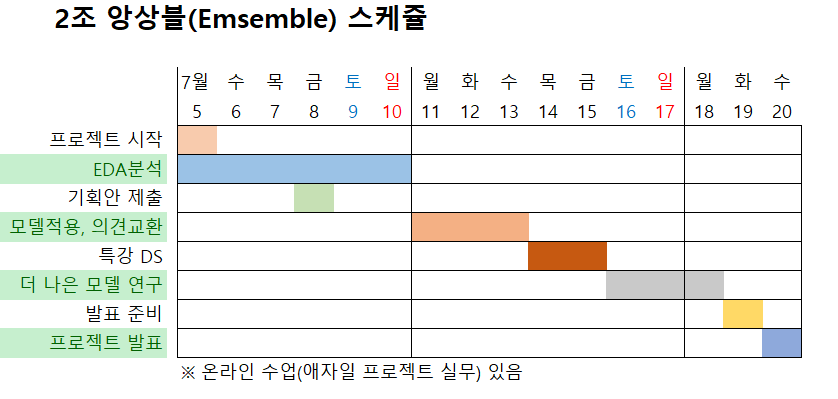 2조 앙상블(Emsemble) 스케쥴
7월 수 목 금 토 일 월 화 수 목 금 토 일 월 화 수
5 6 7 8 9 10 11 12 13 14 15 16 17 18 19 20
프로젝트 시작
EDA분석
기획안 제출
모델적용, 의견교환
특강 DS
더 나은 모델 연구
발표 준비
프로젝트 발표
※ 온라인 수업(애자일 프로젝트 실무) 있음